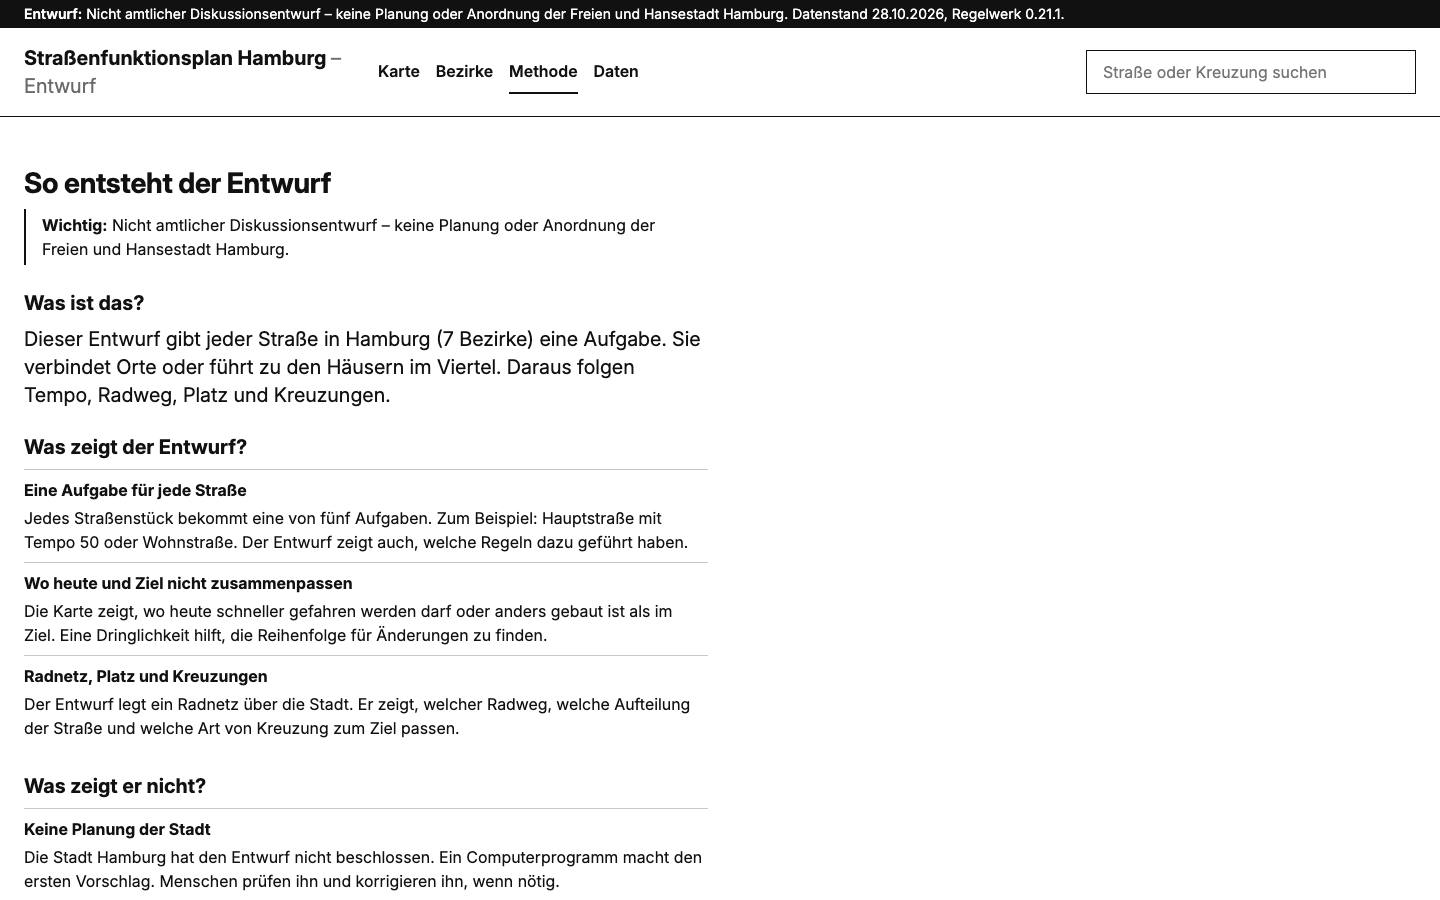 Entwurf: Nicht amtlicher Diskussionsentwurf – keine Planung oder Anordnung der Freien und Hansestadt Hamburg. Datenstand 28.10.2026, Regelwerk 0.21.1.
Straßenfunktionsplan Hamburg –
Entwurf
Karte Bezirke Methode Daten
Straße oder Kreuzung suchen
So entsteht der Entwurf
Wichtig: Nicht amtlicher Diskussionsentwurf – keine Planung oder Anordnung der
Freien und Hansestadt Hamburg.
Was ist das?
Dieser Entwurf gibt jeder Straße in Hamburg (7 Bezirke) eine Aufgabe. Sie
verbindet Orte oder führt zu den Häusern im Viertel. Daraus folgen
Tempo, Radweg, Platz und Kreuzungen.
Was zeigt der Entwurf?
Eine Aufgabe für jede Straße
Jedes Straßenstück bekommt eine von fünf Aufgaben. Zum Beispiel: Hauptstraße mit
Tempo 50 oder Wohnstraße. Der Entwurf zeigt auch, welche Regeln dazu geführt haben.
Wo heute und Ziel nicht zusammenpassen
Die Karte zeigt, wo heute schneller gefahren werden darf oder anders gebaut ist als im
Ziel. Eine Dringlichkeit hilft, die Reihenfolge für Änderungen zu finden.
Radnetz, Platz und Kreuzungen
Der Entwurf legt ein Radnetz über die Stadt. Er zeigt, welcher Radweg, welche Aufteilung
der Straße und welche Art von Kreuzung zum Ziel passen.
Was zeigt er nicht?
Keine Planung der Stadt
Die Stadt Hamburg hat den Entwurf nicht beschlossen. Ein Computerprogramm macht den
ersten Vorschlag. Menschen prüfen ihn und korrigieren ihn, wenn nötig.